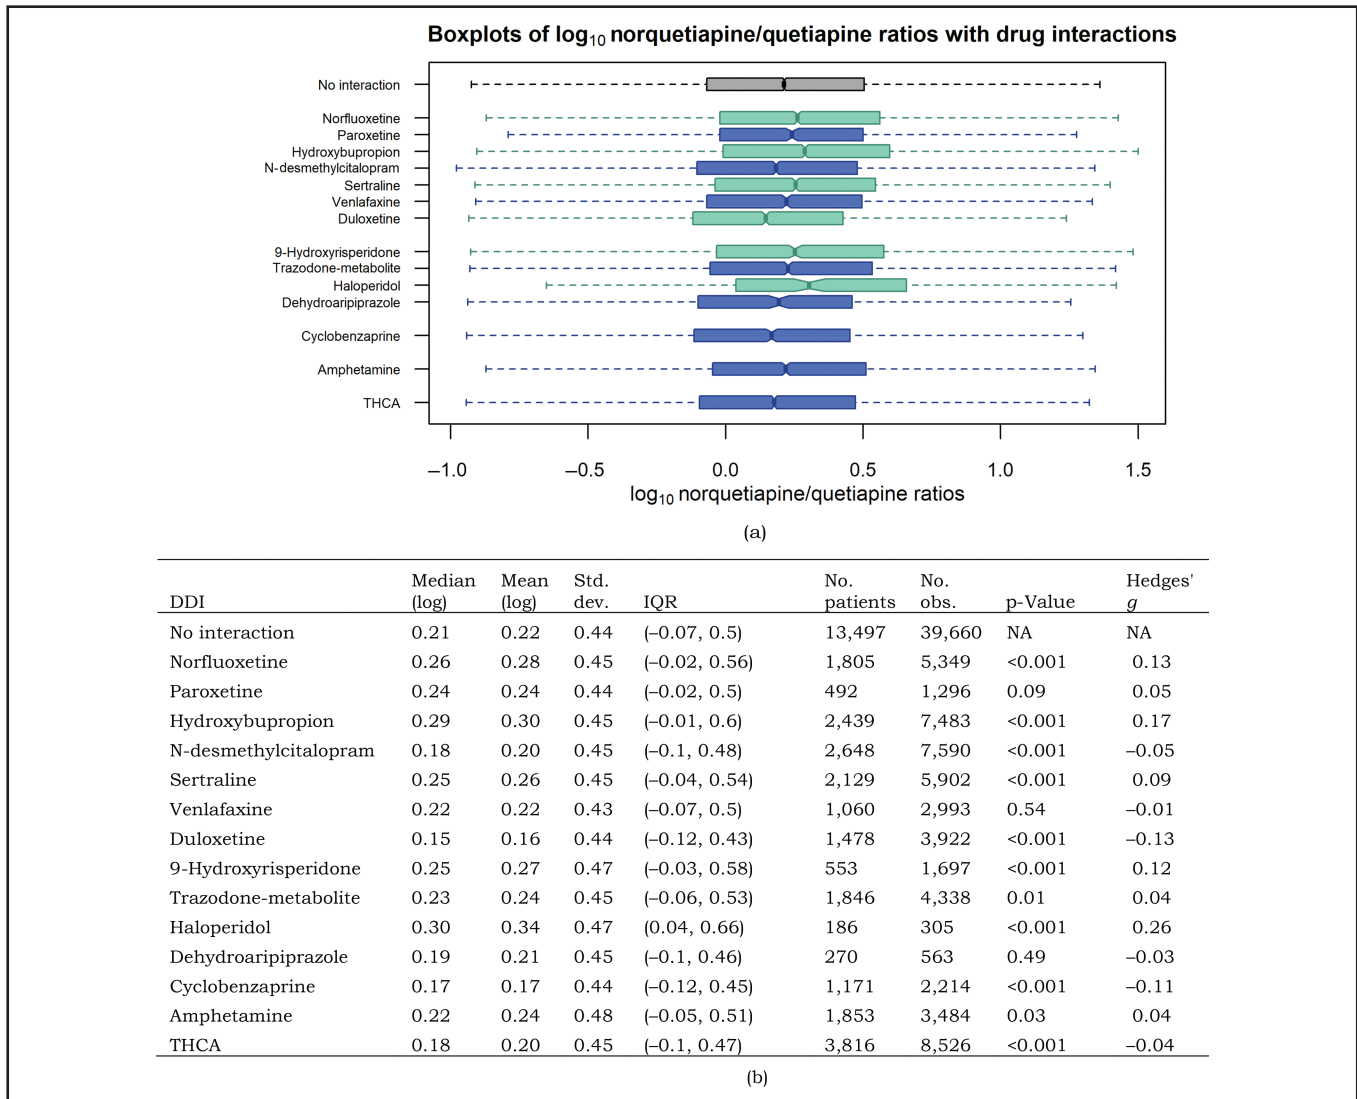 Boxplots of log10 norquetiapine/quetiapine ratios with drug interactions
No interaction
Norfluoxetine
Paroxetine
Hydroxybupropion
N-desmethylcitalopram
Sertraline
Venlafaxine
Duloxetine
9-Hydroxyrisperidone
Trazodone-metabolite
Haloperidol
Dehydroaripiprazole
Cyclobenzaprine
Amphetamine
THCA
–1.0 –0.5 0.0 0.5 1.0 1.5
log10 norquetiapine/quetiapine ratios
(a)
Median Mean Std. No. No. Hedges'
DDI (log) (log) dev. IQR patients obs. p-Value g
No interaction 0.21 0.22 0.44 (–0.07, 0.5) 13,497 39,660 NA NA
Norfluoxetine 0.26 0.28 0.45 (–0.02, 0.56) 1,805 5,349 <0.001 0.13
Paroxetine 0.24 0.24 0.44 (–0.02, 0.5) 492 1,296 0.09 0.05
Hydroxybupropion 0.29 0.30 0.45 (–0.01, 0.6) 2,439 7,483 <0.001 0.17
N-desmethylcitalopram 0.18 0.20 0.45 (–0.1, 0.48) 2,648 7,590 <0.001 –0.05
Sertraline 0.25 0.26 0.45 (–0.04, 0.54) 2,129 5,902 <0.001 0.09
Venlafaxine 0.22 0.22 0.43 (–0.07, 0.5) 1,060 2,993 0.54 –0.01
Duloxetine 0.15 0.16 0.44 (–0.12, 0.43) 1,478 3,922 <0.001 –0.13
9-Hydroxyrisperidone 0.25 0.27 0.47 (–0.03, 0.58) 553 1,697 <0.001 0.12
Trazodone-metabolite 0.23 0.24 0.45 (–0.06, 0.53) 1,846 4,338 0.01 0.04
Haloperidol 0.30 0.34 0.47 (0.04, 0.66) 186 305 <0.001 0.26
Dehydroaripiprazole 0.19 0.21 0.45 (–0.1, 0.46) 270 563 0.49 –0.03
Cyclobenzaprine 0.17 0.17 0.44 (–0.12, 0.45) 1,171 2,214 <0.001 –0.11
Amphetamine 0.22 0.24 0.48 (–0.05, 0.51) 1,853 3,484 0.03 0.04
THCA 0.18 0.20 0.45 (–0.1, 0.47) 3,816 8,526 <0.001 –0.04
(b)